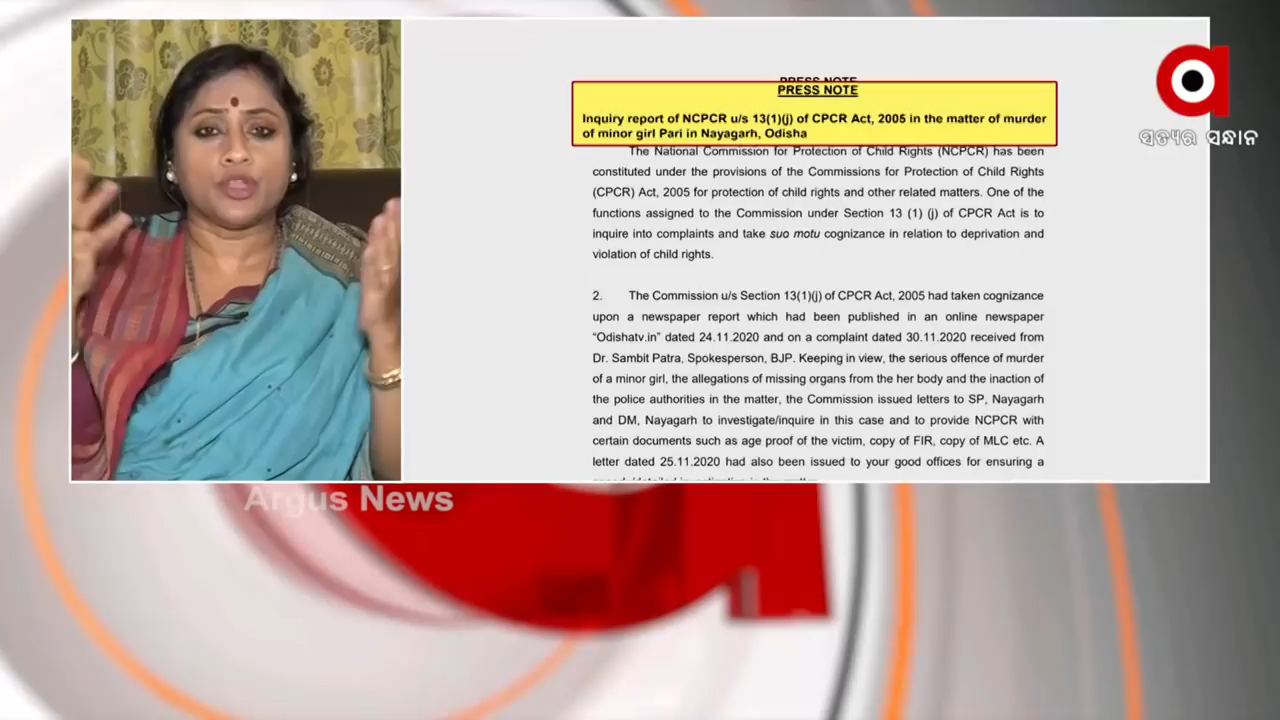 PRESS NOTE
PRESS NOTE
Inquiry report of NCPCR u/s 13(1)(j) of CPCR Act, 2005 in the matter of murder
of minor girl Pari in Nayagarh, Odisha
The National Commission for Protection of Child Rights (NCPCR) has been
constituted under the provisions of the Commissions for Protection of Child Rights
(CPCR) Act, 2005 for protection of child rights and other related matters. One of the
functions assigned to the Commission under Section 13 (1) (j) of CPCR Act is to
inquire into complaints and take suo motu cognizance in relation to deprivation and
violation of child rights.
2. The Commission u/s Section 13(1)(j) of CPCR Act, 2005 had taken cognizance
upon a newspaper report which had been published in an online newspaper
“Odishatv.in” dated 24.11.2020 and on a complaint dated 30.11.2020 received from
Dr. Sambit Patra, Spokesperson, BJP. Keeping in view, the serious offence of murder
of a minor girl, the allegations of missing organs from the her body and the inaction of
the police authorities in the matter, the Commission issued letters to SP, Nayagarh
and DM, Nayagarh to investigate/inquire in this case and to provide NCPCR with
certain documents such as age proof of the victim, copy of FIR, copy of MLC etc. A
letter dated 25.11.2020 had also been issued to your good offices for ensuring a
ସତ୍ୟର ସନ୍ଧାନ
Argus News